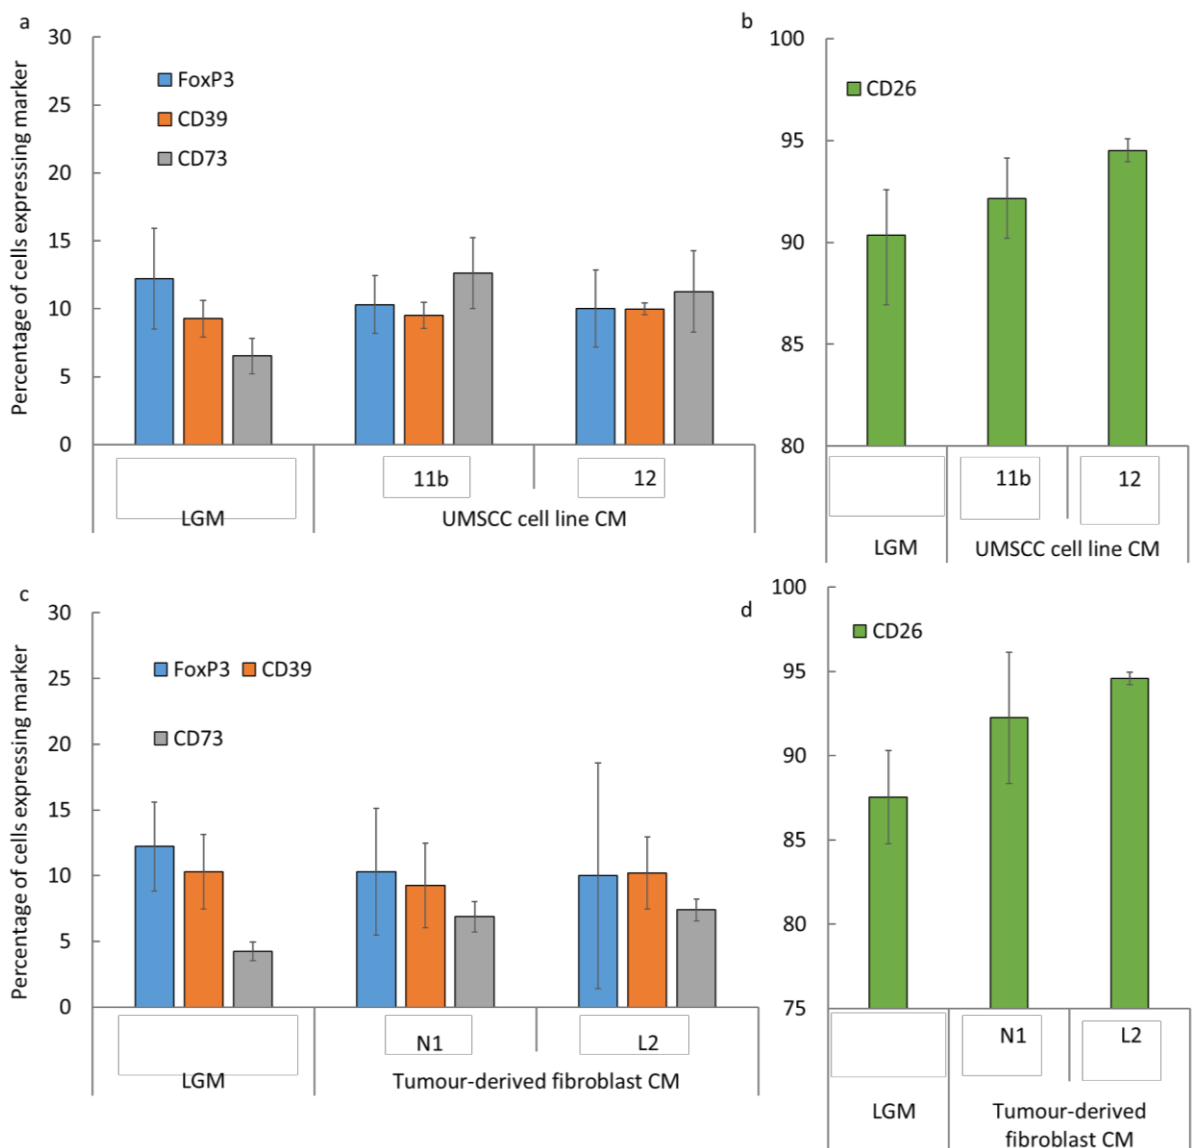 a
Percentage of cells expressing marker
30
25
20
15
10
5
0
FoxP3
CD39
CD73
11b
12
LGM
UMSCC cell line CM
b
100
95
90
85
80
CD26
11b
12
LGM
UMSCC cell line CM
c
Percentage of cells expressing marker
30
25
20
15
10
5
0
FoxP3 CD39
CD73
N1
L2
LGM
Tumour-derived fibroblast CM
d
100
95
90
85
80
75
CD26
N1
L2
LGM
Tumour-derived
fibroblast CM